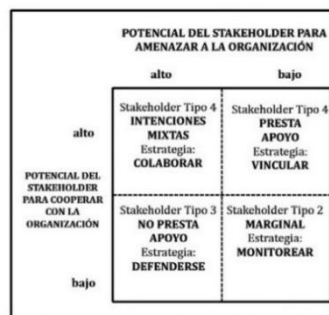 POTENCIAL DEL STAKEHOLDER PARA
AMENAZAR A LA ORGANIZACIÓN
alto bajo
alto
POTENCIAL DEL
STAKEHOLDER
PARA COOPERAR
CON LA
ORGANIZACIÓN
bajo
Stakeholder Tipo 4
INTENCIONES
MIXTAS
Estrategia:
COLABORAR
Stakeholder Tipo 4
PRESTA
APOYO
Estrategia:
VINCULAR
Stakeholder Tipo 3
NO PRESTA
APOYO
Estrategia:
DEFENDERSE
Stakeholder Tipo 2
MARGINAL
Estrategia:
MONITOREAR